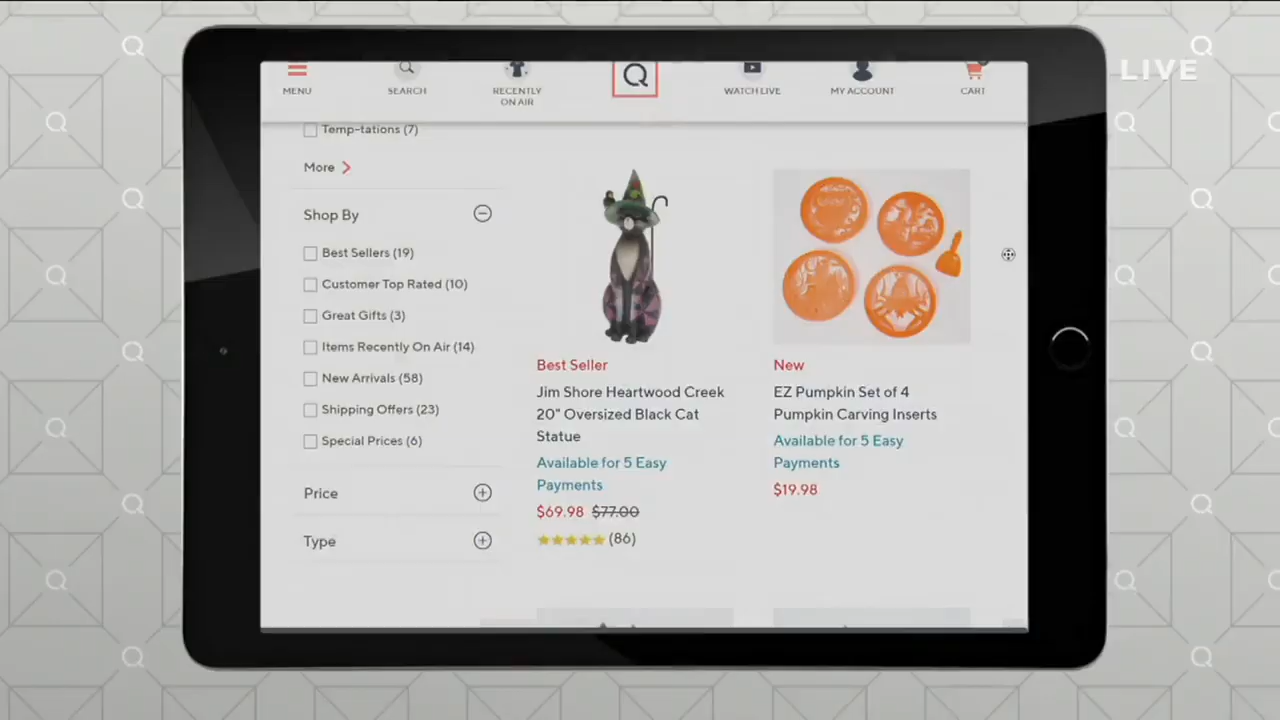 LIVE
MENU
SEARCH
RECENTLY
ON AIR
Q
WATCH LIVE
MY ACCOUNT
CART
Temp-tations (7)
More
Shop By
Best Sellers (19)
Customer Top Rated (10)
Great Gifts (3)
Items Recently On Air (14)
New Arrivals (58)
Shipping Offers (23)
Special Prices (6)
Price
Type
Best Seller
Jim Shore Heartwood Creek
20" Oversized Black Cat
Statue
Available for 5 Easy
Payments
$69.98 $77.00
(86)
New
EZ Pumpkin Set of 4
Pumpkin Carving Inserts
Available for 5 Easy
Payments
$19.98